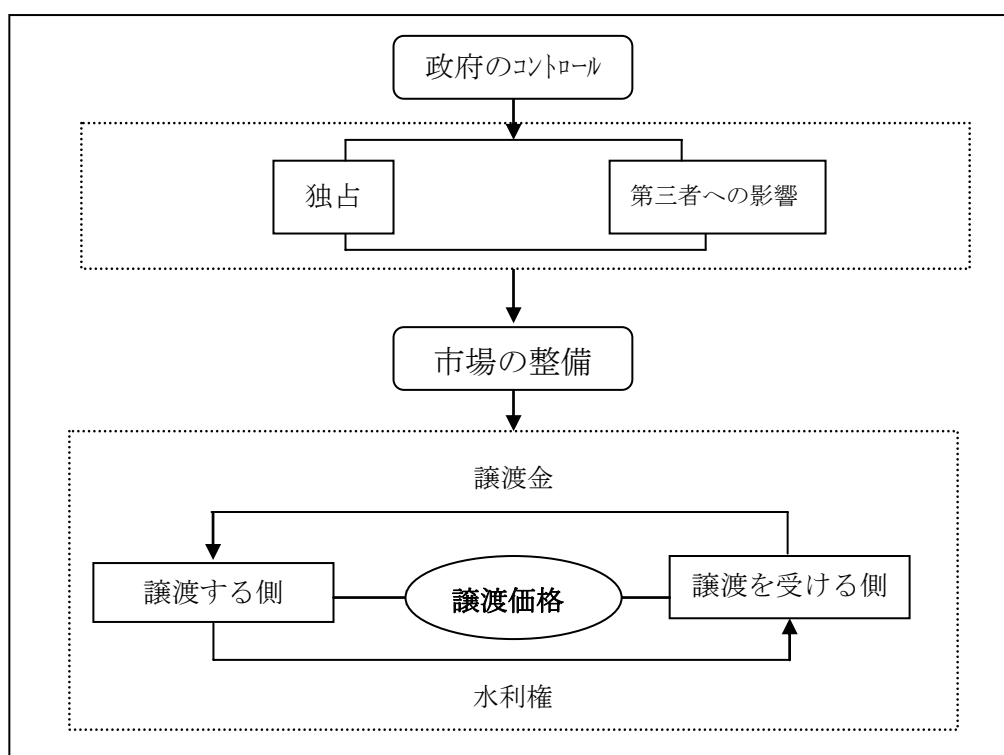 政府のｺﾝﾄﾛｰﾙ
独占
第三者への影響
市場の整備
譲渡金
譲渡する側
譲渡価格
譲渡を受ける側
水利権